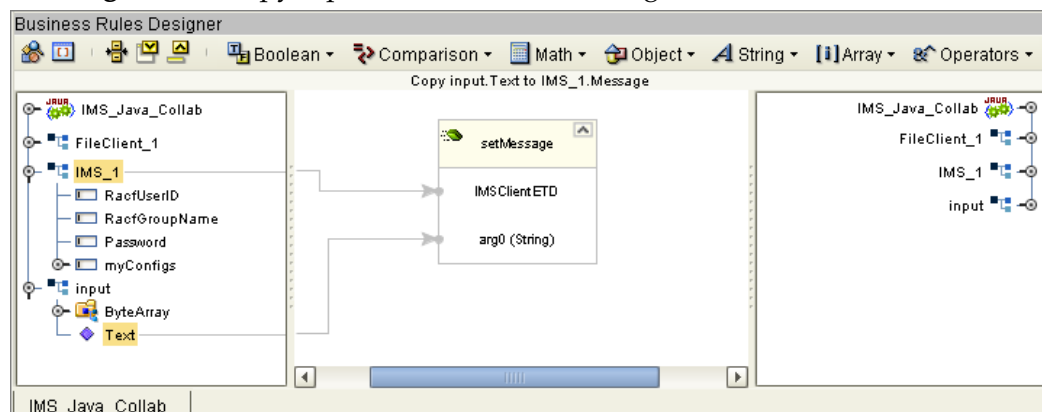 Business Rules Designer
Boolean Comparison Math Object String [i] Array Operators
Copy input.Text to IMS_1.Message
IMS_Java_Collab
FileClient_1
IMS_1
RacfUserID
RacfGroupName
Password
myConfigs
input
ByteArray
Text
setMessage
IMSClientETD
arg0 (String)
IMS_Java_Collab
FileClient_1
IMS_1
input
IMS_Java_Collab